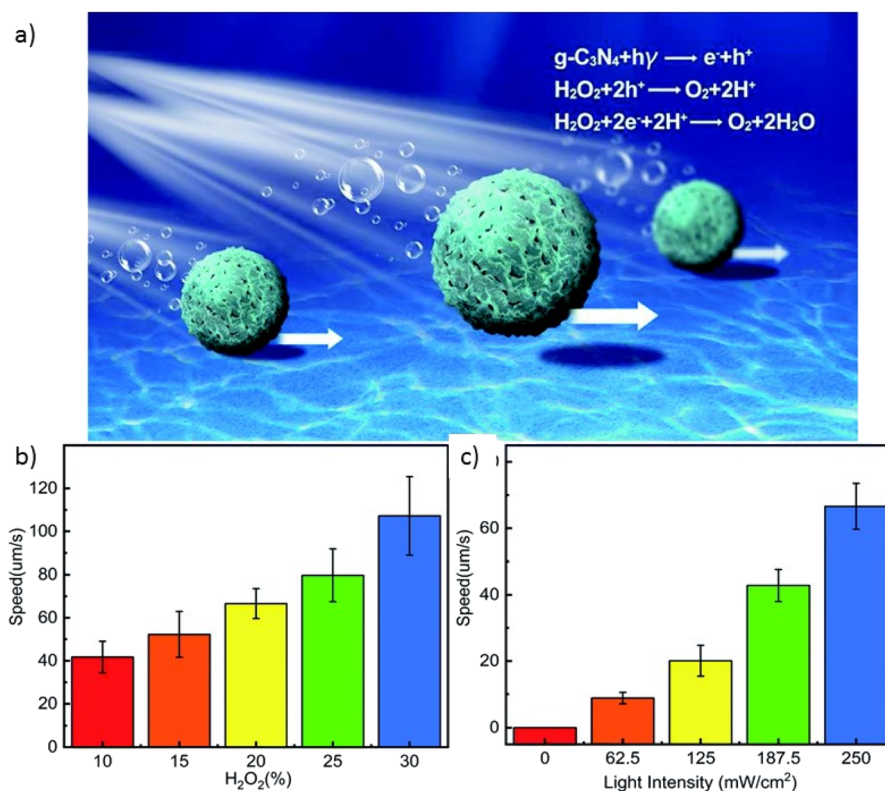 a)
g-C₃N₄+hγ ⟶ e⁻+h⁺
H₂O₂+2h⁺ ⟶ O₂+2H⁺
H₂O₂+2e⁻+2H⁺ ⟶ O₂+2H₂O
b)
120
100
80
60
40
20
0
Speed(um/s)
10 15 20 25 30
H₂O₂(%)
c)
0
60
40
20
0
Speed(um/s)
0 62.5 125 187.5 250
Light Intensity (mW/cm²)